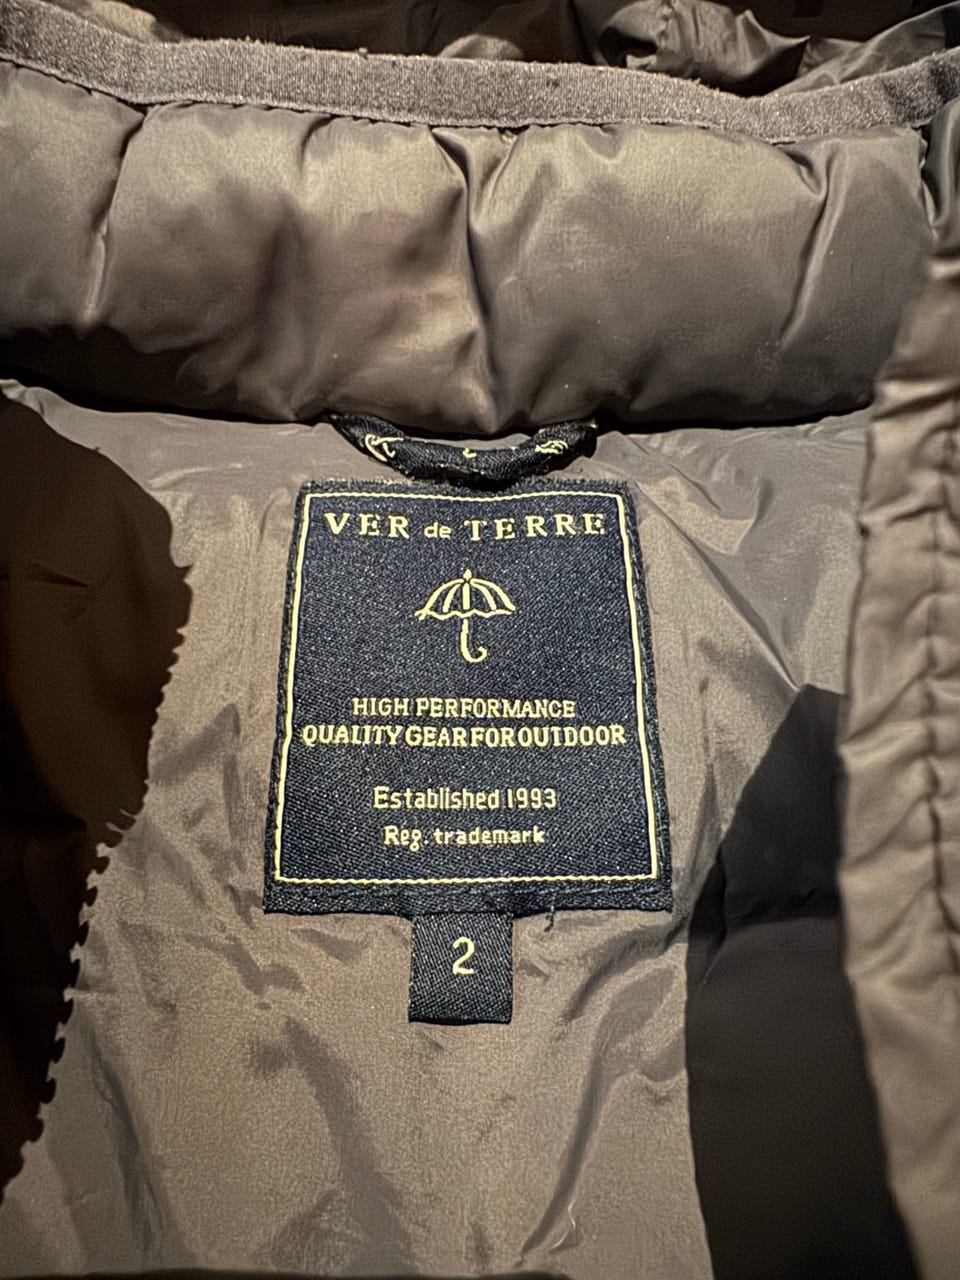 VER de TERRE
HIGH PERFORMANCE
QUALITY GEAR FOR OUTDOOR
Established 1993
Reg. trademark
2